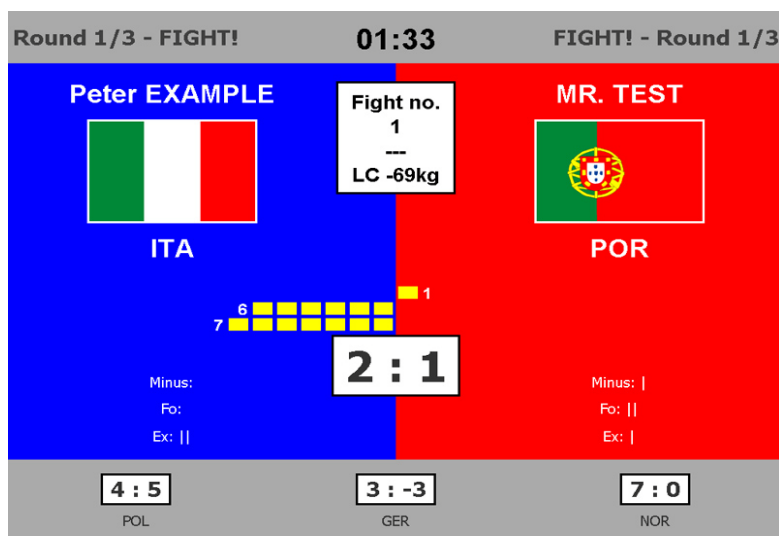 Round 1/3 - FIGHT!
01:33
FIGHT! - Round 1/3
Peter EXAMPLE
Fight no.
1
---
LC -69kg
MR. TEST
ITA
POR
1
6
7
2 : 1
Minus:
Fo:
Ex: ||
Minus: |
Fo: ||
Ex: |
4 : 5
POL
3 : -3
GER
7 : 0
NOR